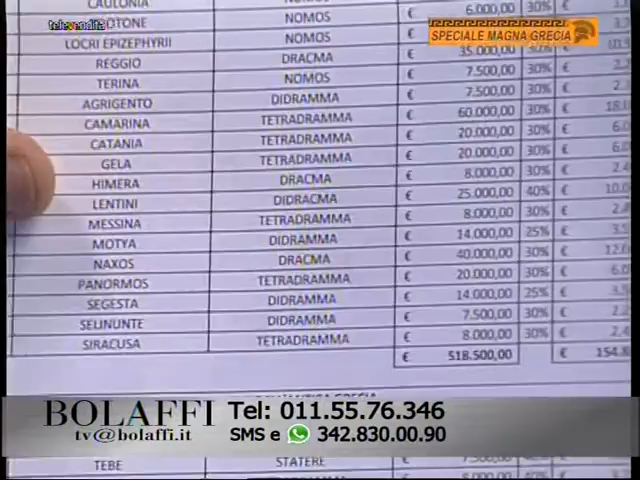 CAULONIA
televendita
NOMOS € 6.000,00 30% €
SPECIALE MAGNA GRECIA
LOCRI EPIZEPHYRII NOMOS €
REGGIO DRACMA € 35.000,00 €
TERINA NOMOS € 7.500,00 30% €
AGRIGENTO DIDRAMMA € 7.500,00 30% €
CAMARINA TETRADRAMMA € 60.000,00 30% €
CATANIA TETRADRAMMA € 20.000,00 30% €
GELA TETRADRAMMA € 20.000,00 30% €
HIMERA DRACMA € 8.000,00 30% €
LENTINI DIDRACMA € 25.000,00 40% €
MESSINA TETRADRAMMA € 8.000,00 30% €
MOTYA DIDRAMMA € 14.000,00 25% €
NAXOS DRACMA € 40.000,00 30% €
PANORMOS TETRADRAMMA € 20.000,00 30% €
SEGESTA DIDRAMMA € 14.000,00 25% €
SELINUNTE DIDRAMMA € 7.500,00 30% €
SIRACUSA TETRADRAMMA € 8.000,00 30% €
€ 518.500,00 € 154.8
BOLAFFI
tv@bolaffi.it
Tel: 011.55.76.346
SMS e 342.830.00.90
TEBE STATERE